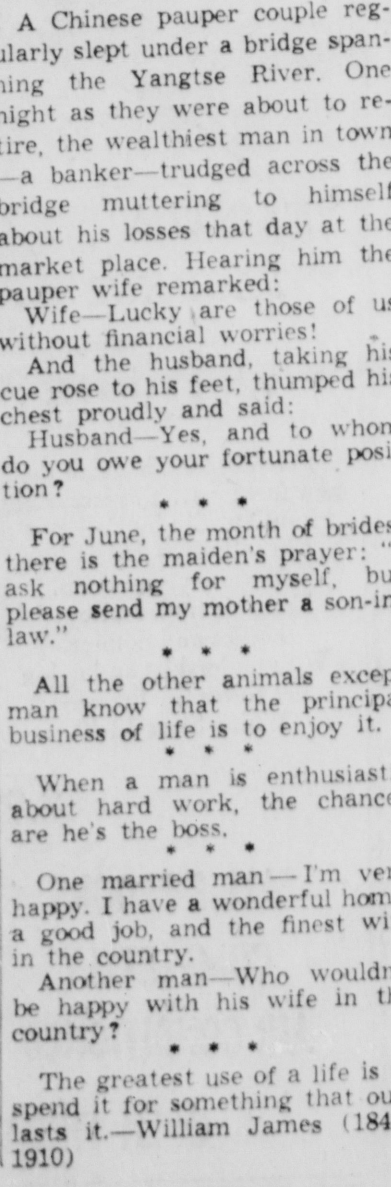 A Chinese pauper couple reg-
ularly slept under a bridge span-
ning the Yangtse River. One
night as they were about to re-
tire, the wealthiest man in town
—a banker—trudged across the
bridge muttering to himself
about his losses that day at the
market place. Hearing him the
pauper wife remarked:
Wife—Lucky are those of us
without financial worries!
And the husband, taking his
cue rose to his feet, thumped his
chest proudly and said:
Husband—Yes, and to whom
do you owe your fortunate posi
tion?
* * *
For June, the month of brides
there is the maiden's prayer: "
ask nothing for myself, bu
please send my mother a son-in
law."
* * *
All the other animals excep
man know that the principa
business of life is to enjoy it.
* * *
When a man is enthusiast
about hard work, the chance
are he's the boss.
* * *
One married man—I'm ver
happy. I have a wonderful hom
a good job, and the finest wi
in the country.
Another man—Who wouldn
be happy with his wife in th
country?
* * *
The greatest use of a life is
spend it for something that ou
lasts it.—William James (184
1910)